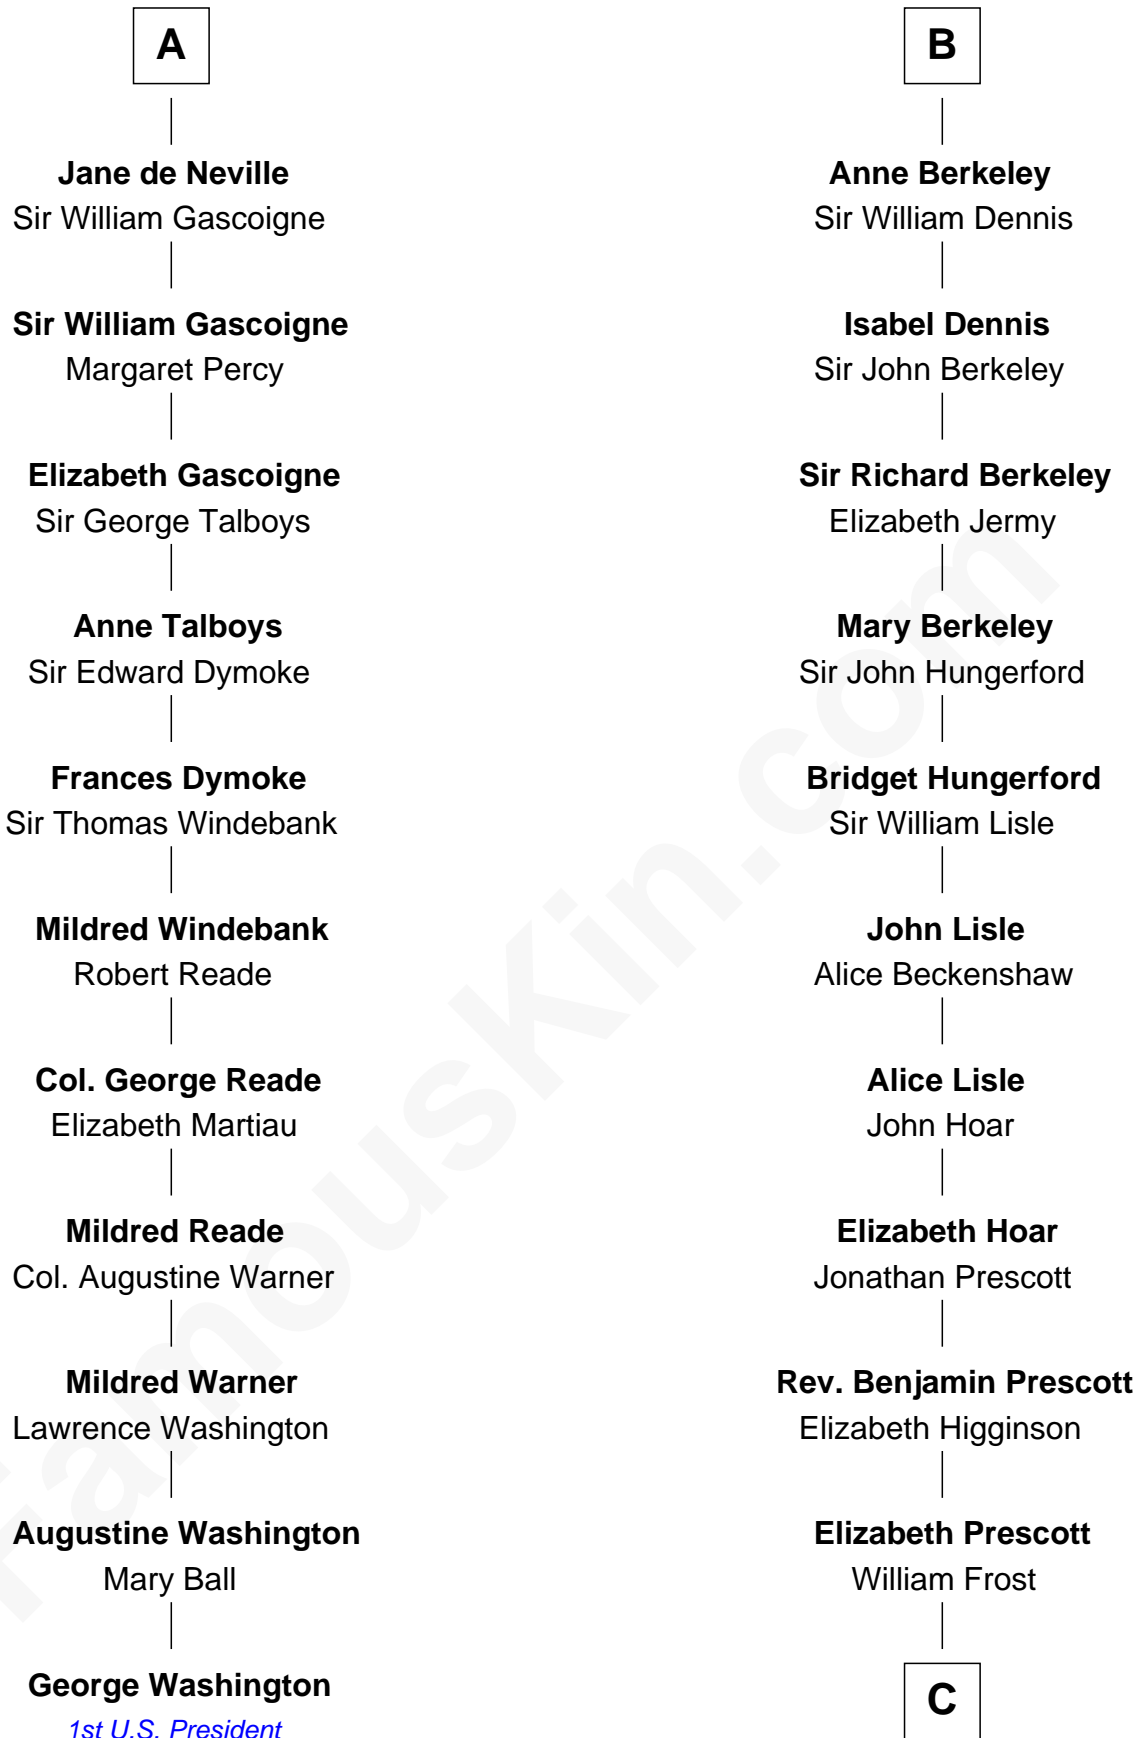 A
Jane de Neville
Sir William Gascoigne
Sir William Gascoigne
Margaret Percy
Elizabeth Gascoigne
Sir George Talboys
Anne Talboys
Sir Edward Dymoke
Frances Dymoke
Sir Thomas Windebank
Mildred Windebank
Robert Reade
Col. George Reade
Elizabeth Martiau
Mildred Reade
Col. Augustine Warner
Mildred Warner
Lawrence Washington
Augustine Washington
Mary Ball
George Washington
1st U.S. President
B
Anne Berkeley
Sir William Dennis
Isabel Dennis
Sir John Berkeley
Sir Richard Berkeley
Elizabeth Jermy
Mary Berkeley
Sir John Hungerford
Bridget Hungerford
Sir William Lisle
John Lisle
Alice Beckenshaw
Alice Lisle
John Hoar
Elizabeth Hoar
Jonathan Prescott
Rev. Benjamin Prescott
Elizabeth Higginson
Elizabeth Prescott
William Frost
C
FamousKin.com